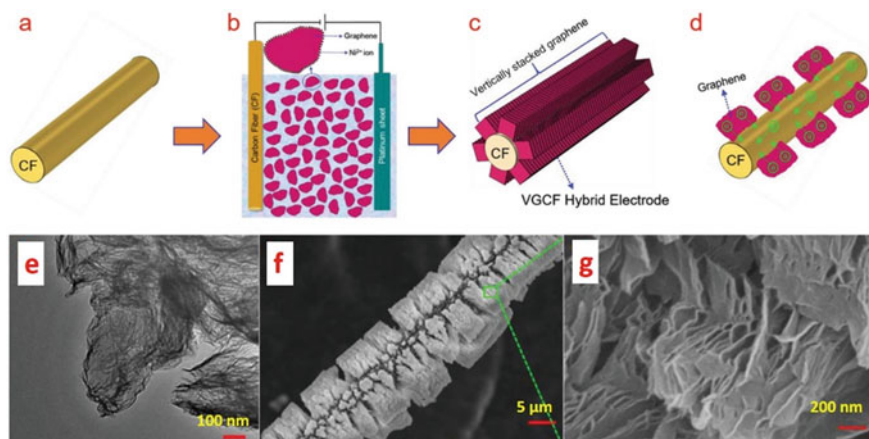 a
CF
b
Graphene
Ni²⁺ion
Carbon Fiber (CF)
Platinum sheet
c
Vertically stacked graphene
CF
VGCF Hybrid Electrode
d
Graphene
CF
e
100 nm
f
5 µm
g
200 nm